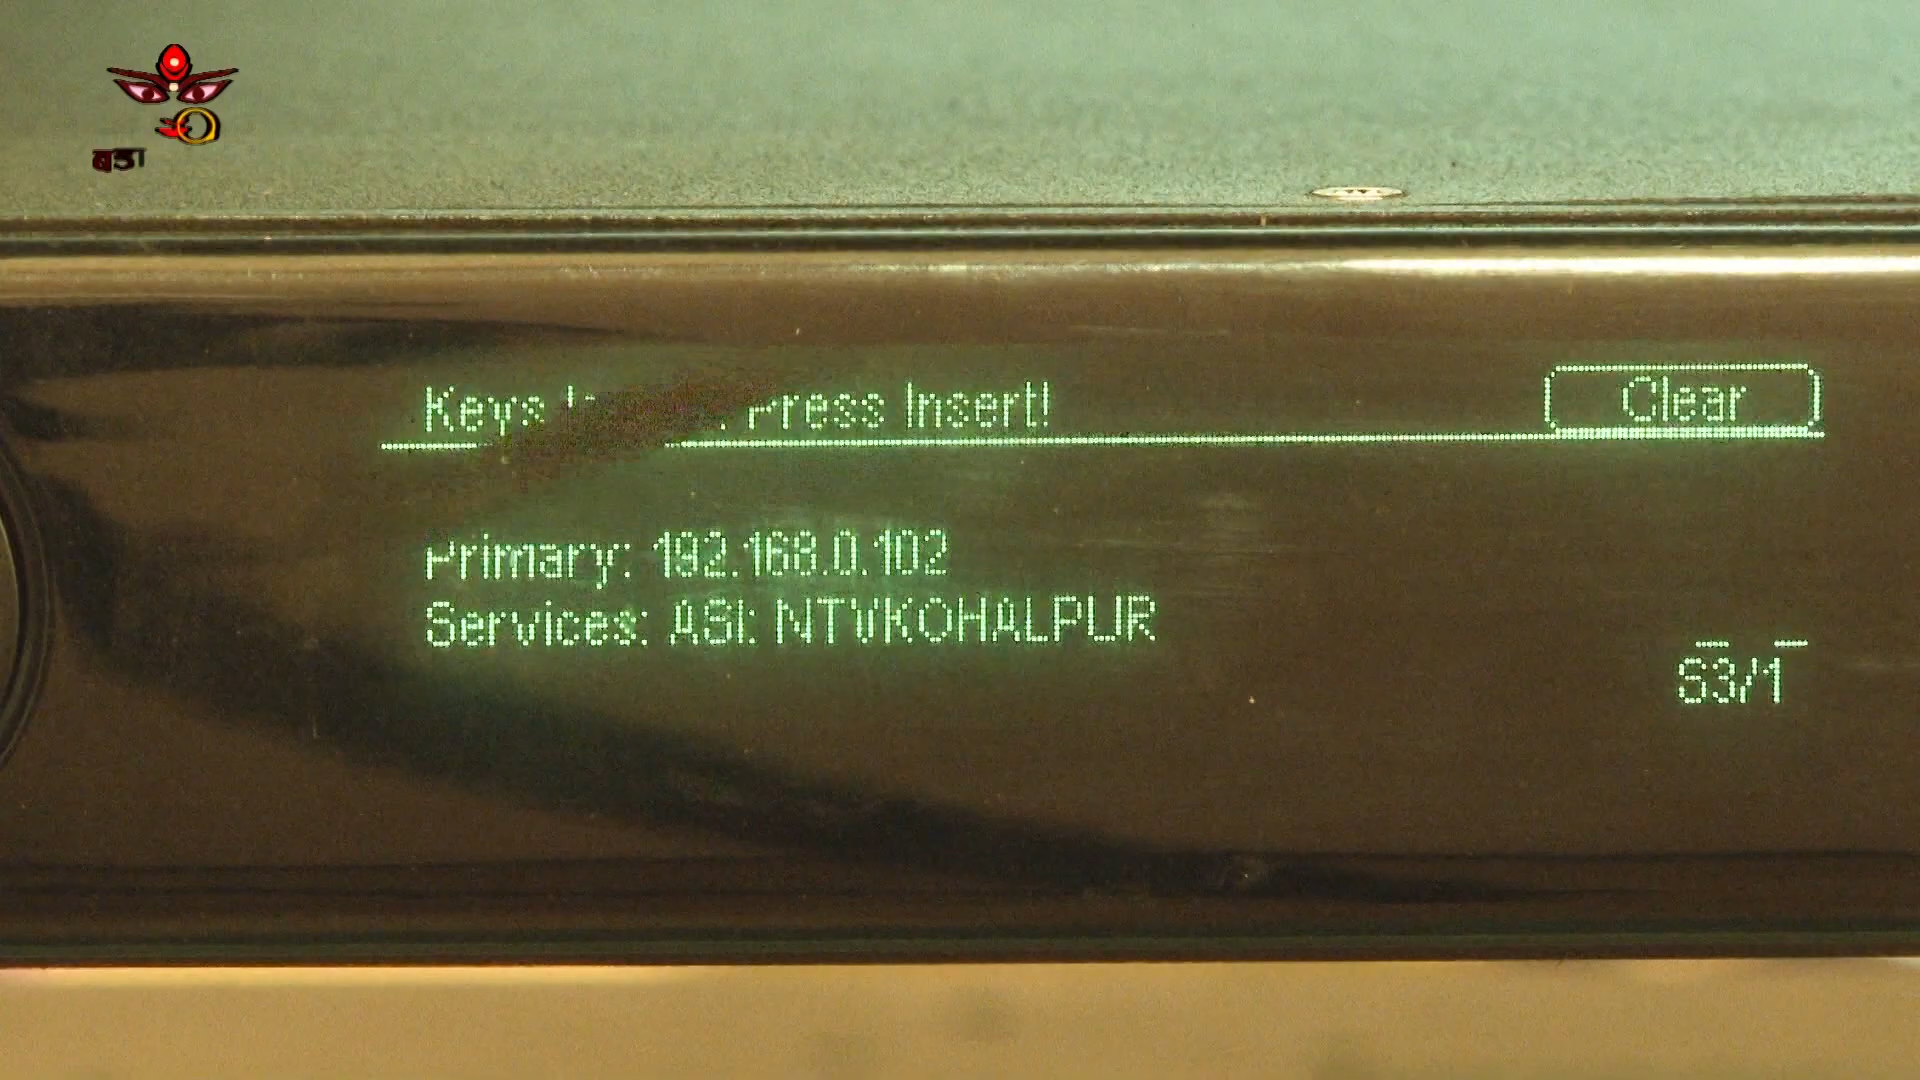 Keys Press Insert!
Clear
Primary: 192.168.0.102
Services: ASI: NTVKOHALPUR
S3/1